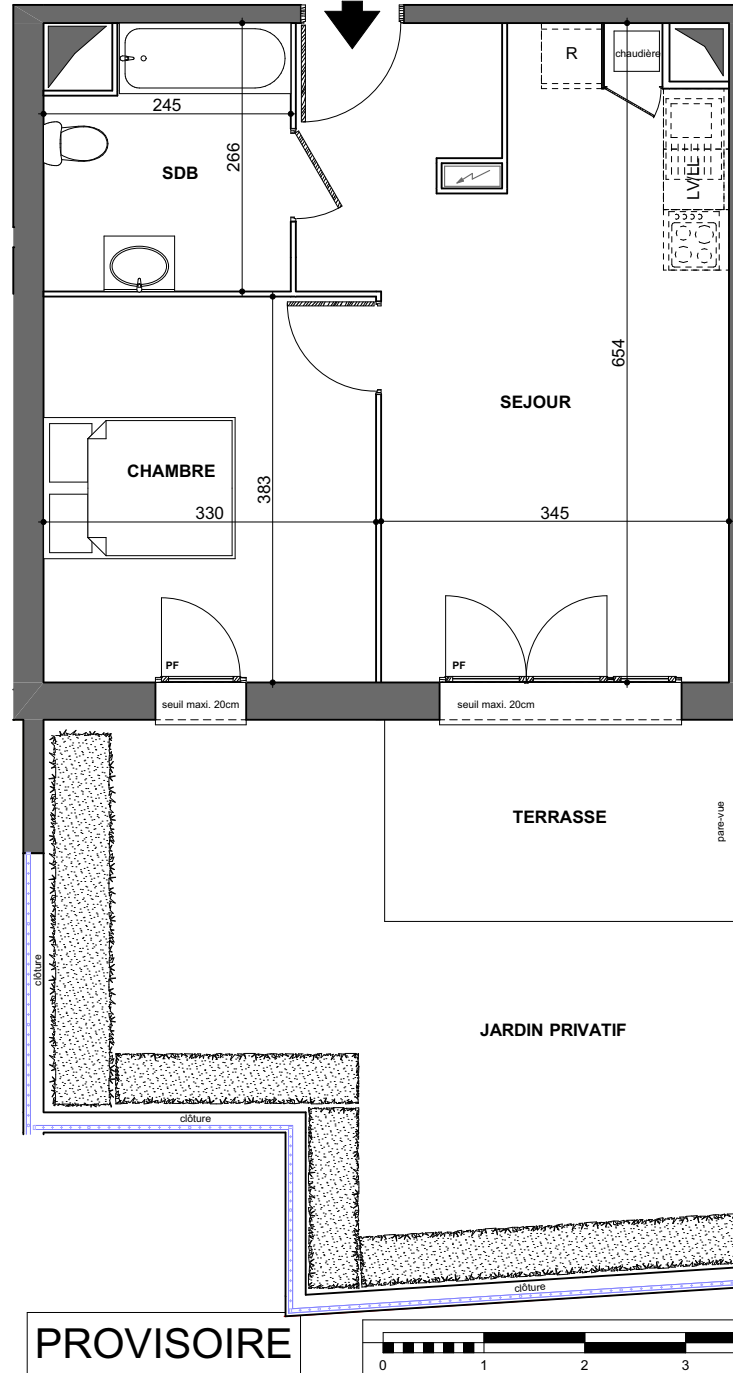 R
chaudière
245
266
SDB
LV/LL
654
SEJOUR
CHAMBRE
383
330
345
PF
PF
seuil maxi. 20cm
seuil maxi. 20cm
TERRASSE
pare-vue
clôture
JARDIN PRIVATIF
clôture
clôture
PROVISOIRE
0 1 2 3